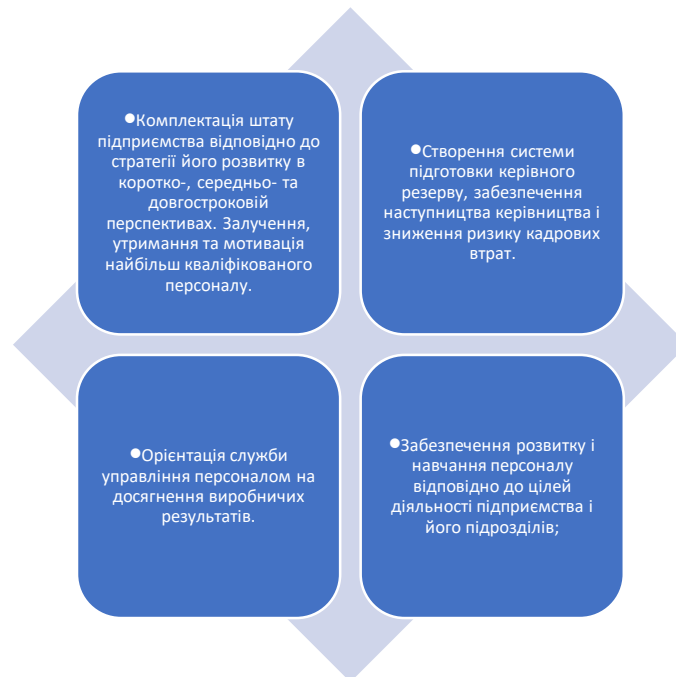 •Комплектація штату
підприємства відповідно до
стратегії його розвитку в
коротко-, середньо- та
довгостроковій
перспективах. Залучення,
утримання та мотивація
найбільш кваліфікованого
персоналу.
•Створення системи
підготовки керівного
резерву, забезпечення
наступництва керівництва і
зниження ризику кадрових
втрат.
•Орієнтація служби
управління персоналом на
досягнення виробничих
результатів.
•Забезпечення розвитку і
навчання персоналу
відповідно до цілей
діяльності підприємства і
його підрозділів;